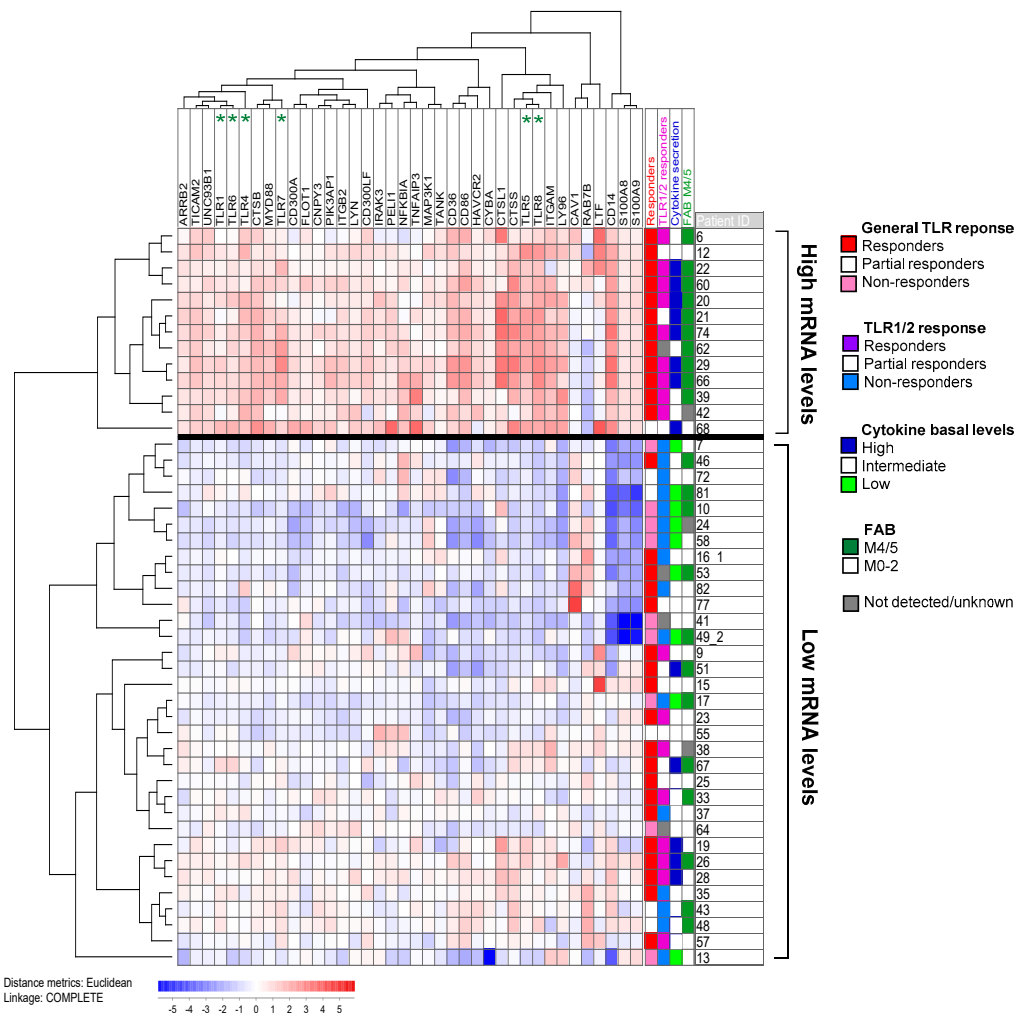 * * * * * *
ARRB2
TICAM2
UNC93B1
TLR1
TLR6
TLR4
CTSB
MYD88
TLR7
CD300A
FLOT1
CNPY3
PIK3AP1
ITGB2
LYN
CD300LF
IRAK3
PELI1
NFKBIA
TNFAIP3
MAP3K1
TANK
CD36
CD86
HAVCR2
CYBA
CTSL1
CTSS
TLR5
TLR8
ITGAM
LY96
CAV1
RAB7B
LTF
CD14
S100A8
S100A9
Responders
TLR1/2 responders
Cytokine secretion
FAB M4/5
Patient ID
6
12
22
60
20
21
74
62
29
66
39
42
68
7
46
72
81
10
24
58
16_1
53
82
77
41
49_2
9
51
15
17
23
55
38
67
25
33
37
64
19
26
28
35
43
48
57
13
High mRNA levels
Low mRNA levels
General TLR reponse
Responders
Partial responders
Non-responders
TLR1/2 response
Responders
Partial responders
Non-responders
Cytokine basal levels
High
Intermediate
Low
FAB
M4/5
M0-2
Not detected/unknown
Distance metrics: Euclidean
Linkage: COMPLETE
-5 -4 -3 -2 -1 0 1 2 3 4 5